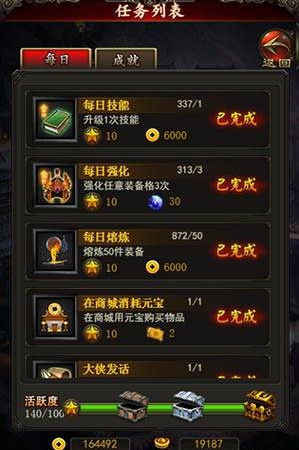 任务列表
每日
成就
返回
每日技能 337/1
升级1次技能
10 6000
已完成
每日强化 313/3
强化任意装备格3次
10 30
已完成
每日熔炼 872/50
熔炼50件装备
10 6000
已完成
在商城消耗元宝 1/1
在商城用元宝购买物品
10 2
已完成
大侠发话 1/1
活跃度
140/100
164492 19187